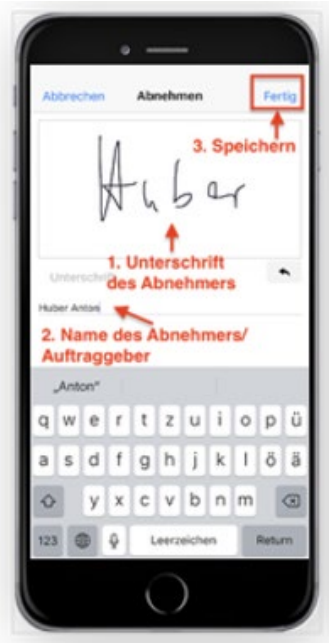 Abbrechen Abnehmen Fertig
3. Speichern
Huber
1. Unterschrift
Unterschrift
des Abnehmers
Huber Anton
2. Name des Abnehmers/
Auftraggeber
„Anton“
q w e r t z u i o p ü
a s d f g h j k l ö ä
y x c v b n m
123 Leerzeichen Return